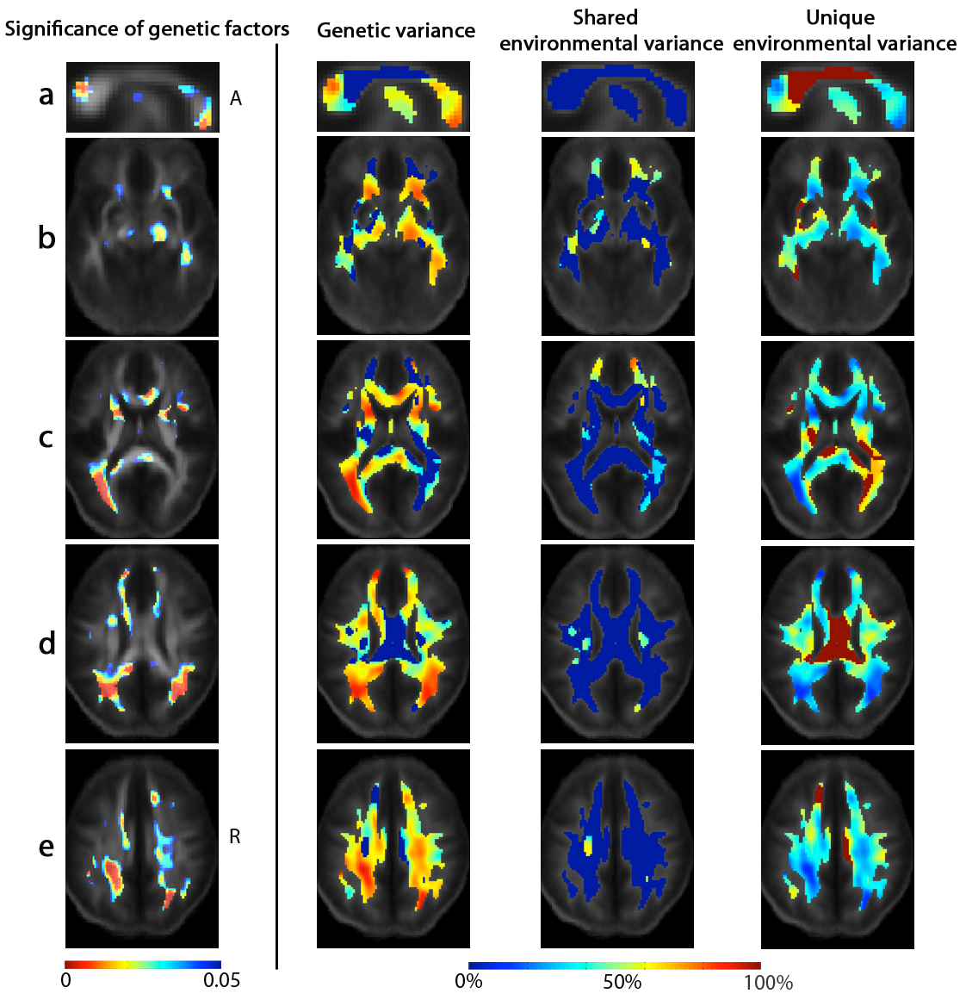 Significance of genetic factors
Genetic variance
Shared
environmental variance
Unique
environmental variance
a
A
b
c
d
e
R
0
0.05
0%
50%
100%